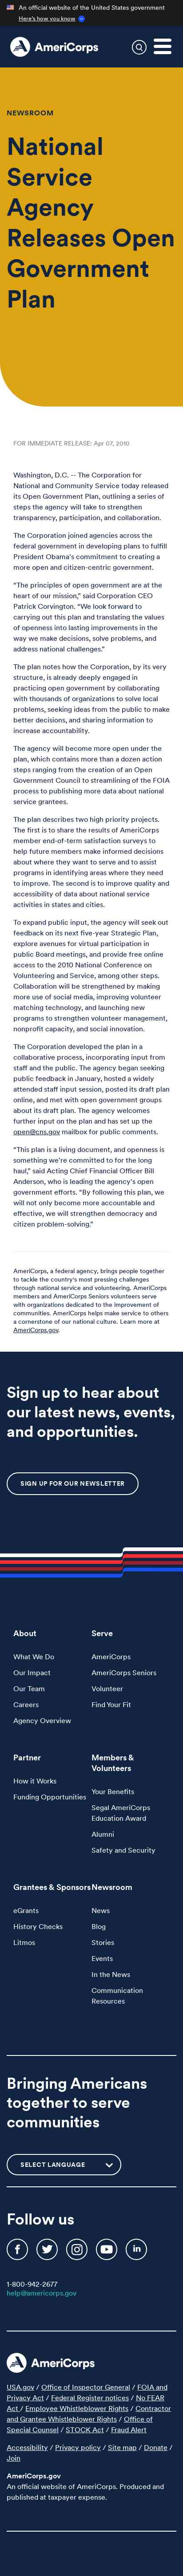 An official website of the United States government
Here's how you know
AmeriCorps
NEWSROOM
National
Service
Agency
Releases Open
Government
Plan
FOR IMMEDIATE RELEASE: Apr 07, 2010
Washington, D.C. -- The Corporation for
National and Community Service today released
its Open Government Plan, outlining a series of
steps the agency will take to strengthen
transparency, participation, and collaboration.
The Corporation joined agencies across the
federal government in developing plans to fulfill
President Obama's commitment to creating a
more open and citizen-centric government.
"The principles of open government are at the
heart of our mission," said Corporation CEO
Patrick Corvington. "We look forward to
carrying out this plan and translating the values
of openness into lasting improvements in the
way we make decisions, solve problems, and
address national challenges."
The plan notes how the Corporation, by its very
structure, is already deeply engaged in
practicing open government by collaborating
with thousands of organizations to solve local
problems, seeking ideas from the public to make
better decisions, and sharing information to
increase accountability.
The agency will become more open under the
plan, which contains more than a dozen action
steps ranging from the creation of an Open
Government Council to streamlining the FOIA
process to publishing more data about national
service grantees.
The plan describes two high priority projects.
The first is to share the results of AmeriCorps
member end-of-term satisfaction surveys to
help future members make more informed decisions
about where they want to serve and to assist
programs in identifying areas where they need
to improve. The second is to improve quality and
accessibility of data about national service
activities in states and cities.
To expand public input, the agency will seek out
feedback on its next five-year Strategic Plan,
explore avenues for virtual participation in
public Board meetings, and provide free online
access to the 2010 National Conference on
Volunteering and Service, among other steps.
Collaboration will be strengthened by making
more use of social media, improving volunteer
matching technology, and launching new
programs to strengthen volunteer management,
nonprofit capacity, and social innovation.
The Corporation developed the plan in a
collaborative process, incorporating input from
staff and the public. The agency began seeking
public feedback in January, hosted a widely
attended staff input session, posted its draft plan
online, and met with open government groups
about its draft plan. The agency welcomes
further input on the plan and has set up the
open@cns.gov mailbox for public comments.
"This plan is a living document, and openness is
something we're committed to for the long
haul," said Acting Chief Financial Officer Bill
Anderson, who is leading the agency's open
government efforts. "By following this plan, we
will not only become more accountable and
effective, we will strengthen democracy and
citizen problem-solving."
AmeriCorps, a federal agency, brings people together
to tackle the country's most pressing challenges
through national service and volunteering. AmeriCorps
members and AmeriCorps Seniors volunteers serve
with organizations dedicated to the improvement of
communities. AmeriCorps helps make service to others
a cornerstone of our national culture. Learn more at
AmeriCorps.gov.
Sign up to hear about
our latest news, events,
and opportunities.
SIGN UP FOR OUR NEWSLETTER
About
What We Do
Our Impact
Our Team
Careers
Agency Overview
Serve
AmeriCorps
AmeriCorps Seniors
Volunteer
Find Your Fit
Partner
How it Works
Funding Opportunities
Members &
Volunteers
Your Benefits
Segal AmeriCorps
Education Award
Alumni
Safety and Security
Grantees & Sponsors
eGrants
History Checks
Litmos
Newsroom
News
Blog
Stories
Events
In the News
Communication
Resources
Bringing Americans
together to serve
communities
SELECT LANGUAGE
Follow us
1-800-942-2677
help@americorps.gov
AmeriCorps
USA.gov / Office of Inspector General / FOIA and
Privacy Act / Federal Register notices / No FEAR
Act / Employee Whistleblower Rights / Contractor
and Grantee Whistleblower Rights / Office of
Special Counsel / STOCK Act / Fraud Alert
Accessibility / Privacy policy / Site map / Donate /
Join
AmeriCorps.gov
An official website of AmeriCorps. Produced and
published at taxpayer expense.